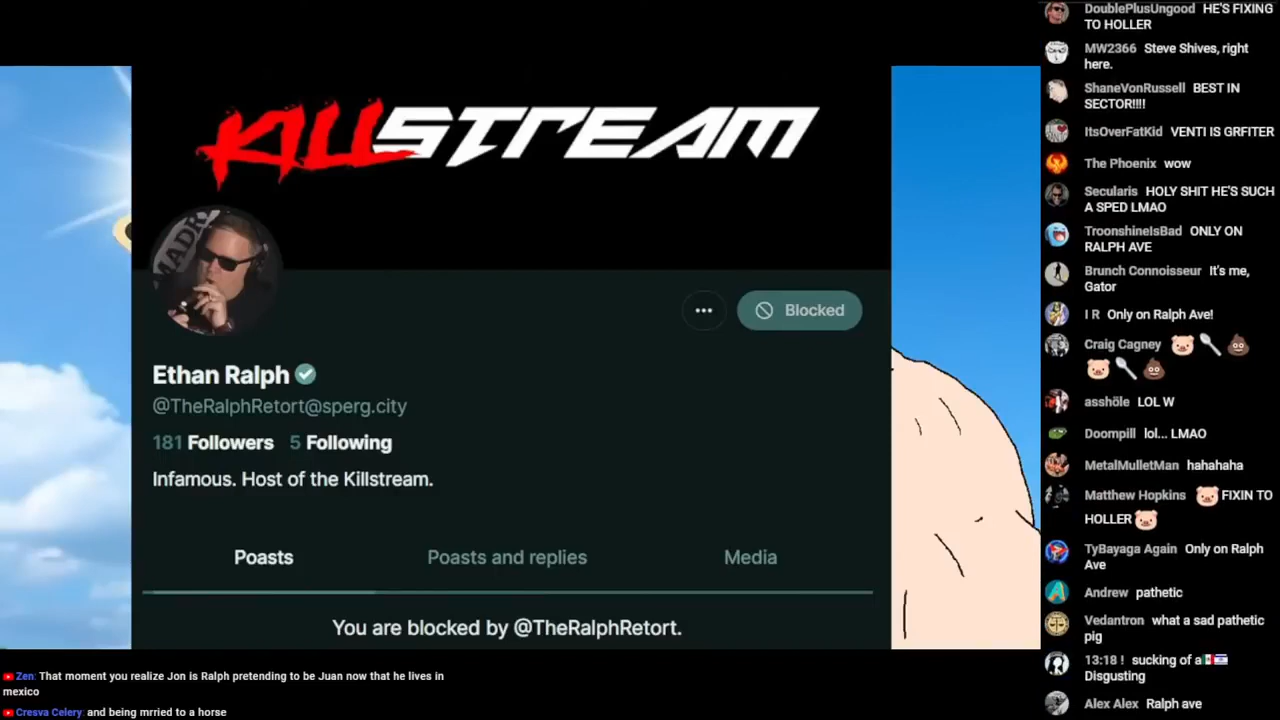 KILLSTREAM
MADR
Blocked
Ethan Ralph
@TheRalphRetort@sperg.city
181 Followers 5 Following
Infamous. Host of the Killstream.
Poasts Poasts and replies Media
You are blocked by @TheRalphRetort.
Zen: That moment you realize Jon is Ralph pretending to be Juan now that he lives in
mexico
Cresva Celery: and being mrried to a horse
DoublePlusUngood HE'S FIXING
TO HOLLER
MW2366 Steve Shives, right
here.
ShaneVonRussell BEST IN
SECTOR!!!!
ItsOverFatKid VENTI IS GRFITER
The Phoenix wow
Secularis HOLY SHIT HE'S SUCH
A SPED LMAO
TroonshineIsBad ONLY ON
RALPH AVE
Brunch Connoisseur It's me,
Gator
I R Only on Ralph Ave!
Craig Cagney 🐷🥄💩
🐷🥄💩
asshöle LOL W
Doompill lol... LMAO
MetalMulletMan hahahaha
Matthew Hopkins 🐷FIXIN TO
HOLLER🐷
TyBayaga Again Only on Ralph
Ave
Andrew pathetic
Vedantron what a sad pathetic
pig
13:18 ! sucking of a🇲🇽🇮🇱
Disgusting
Alex Alex Ralph ave